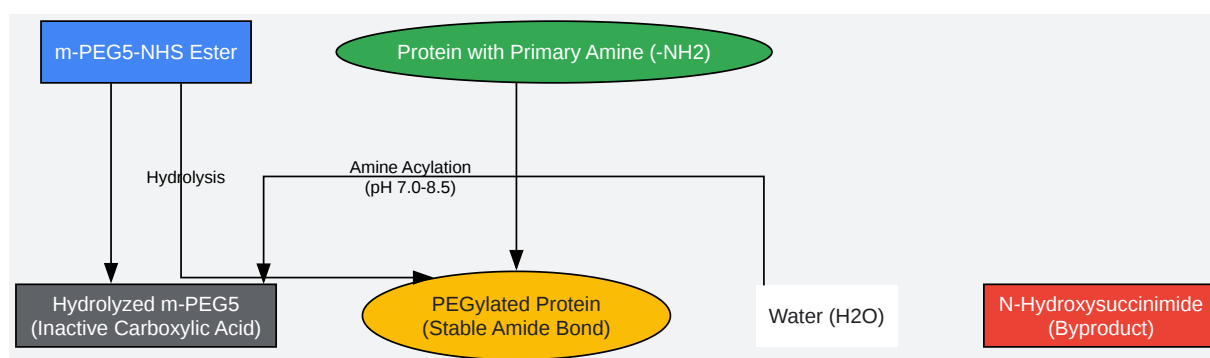 m-PEG5-NHS Ester
Protein with Primary Amine (-NH2)
Hydrolysis
Amine Acylation
(pH 7.0-8.5)
Hydrolyzed m-PEG5
(Inactive Carboxylic Acid)
PEGylated Protein
(Stable Amide Bond)
Water (H2O)
N-Hydroxysuccinimide
(Byproduct)